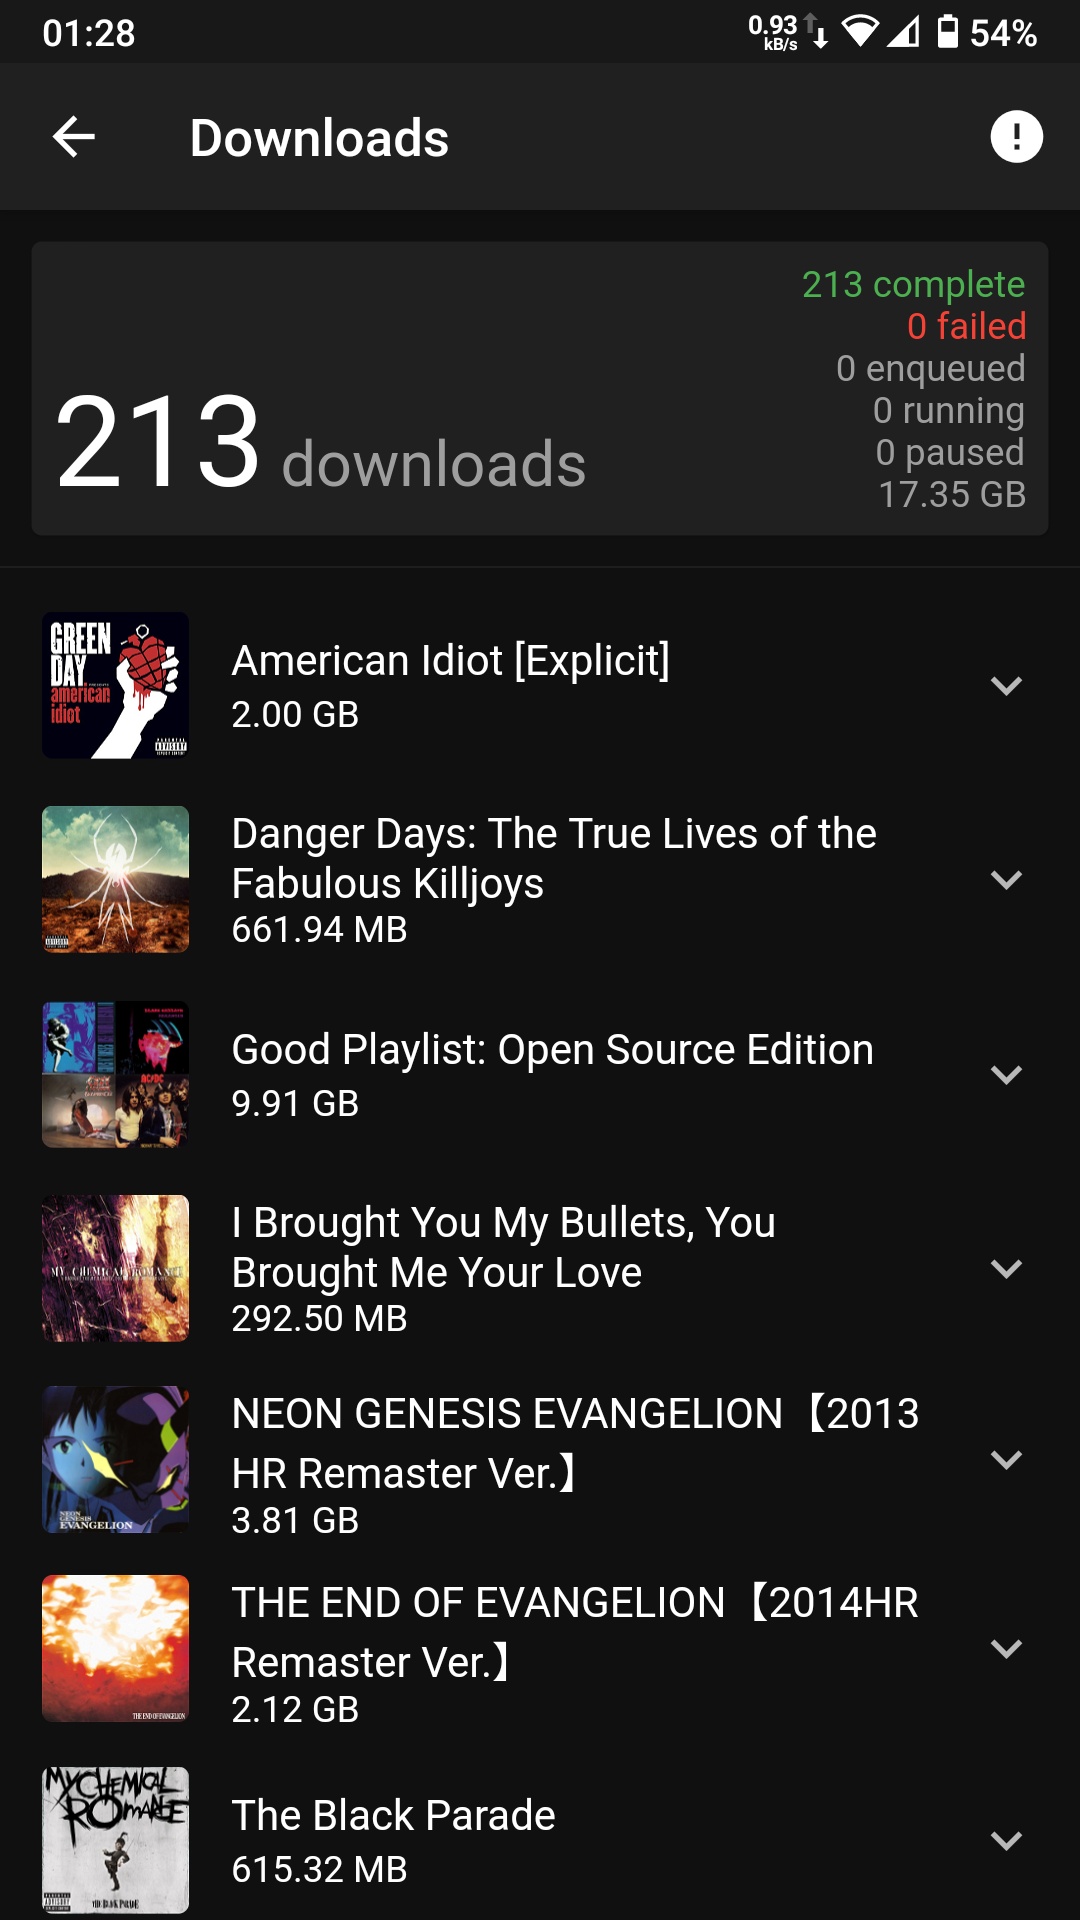 01:28
0.93
kB/s
54%
Downloads
213 complete
0 failed
0 enqueued
0 running
0 paused
17.35 GB
213 downloads
GREEN
DAY
american
idiot
American Idiot [Explicit]
2.00 GB
Danger Days: The True Lives of the
Fabulous Killjoys
661.94 MB
Good Playlist: Open Source Edition
9.91 GB
MY CHEMICAL ROMANCE
I Brought You My Bullets, You
Brought Me Your Love
292.50 MB
NEON
GENESIS
EVANGELION
NEON GENESIS EVANGELION【2013
HR Remaster Ver.】
3.81 GB
THE END OF EVANGELION
THE END OF EVANGELION【2014HR
Remaster Ver.】
2.12 GB
MY CHEMICAL
ROMANCE
THE BLACK PARADE
The Black Parade
615.32 MB